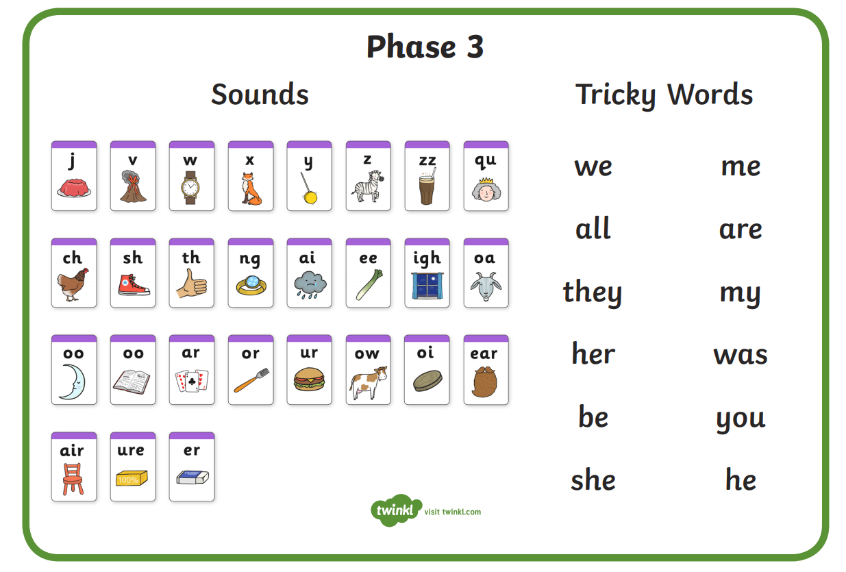 Phase 3
Sounds
Tricky Words
j v w x y z zz qu
ch sh th ng ai ee igh oa
oo oo ar or ur ow oi ear
air ure er
100%
we me
all are
they my
her was
be you
she he
twinkl visit twinkl.com